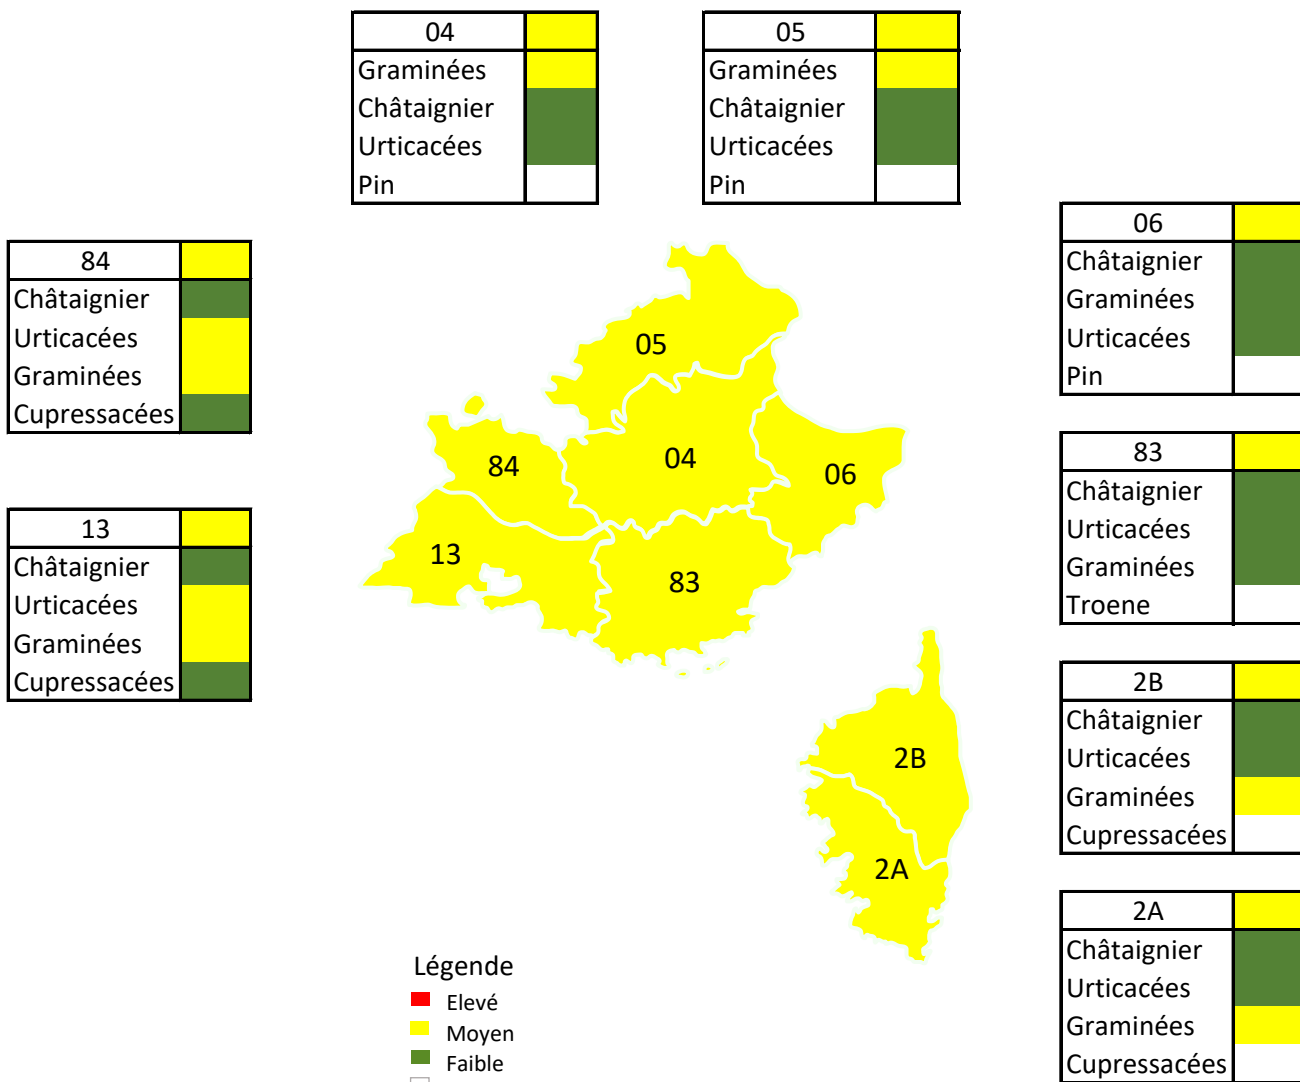 04
Graminées
Châtaignier
Urticacées
Pin
05
Graminées
Châtaignier
Urticacées
Pin
84
Châtaignier
Urticacées
Graminées
Cupressacées
13
Châtaignier
Urticacées
Graminées
Cupressacées
05
84
04
06
13
83
2B
2A
06
Châtaignier
Graminées
Urticacées
Pin
83
Châtaignier
Urticacées
Graminées
Troene
2B
Châtaignier
Urticacées
Graminées
Cupressacées
2A
Châtaignier
Urticacées
Graminées
Cupressacées
Légende
Elevé
Moyen
Faible